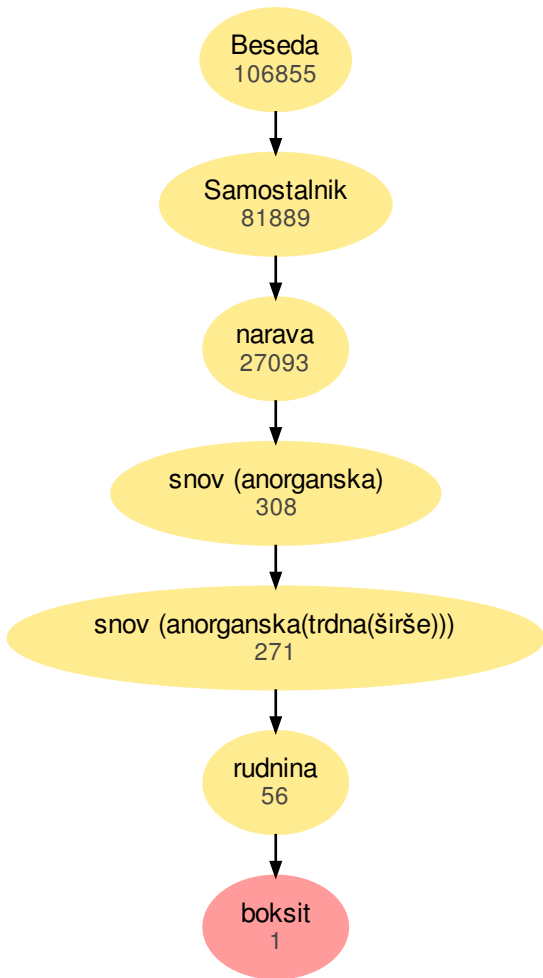 Beseda
106855
Samostalnik
81889
narava
27093
snov (anorganska)
308
snov (anorganska(trdna(širše)))
271
rudnina
56
boksit
1